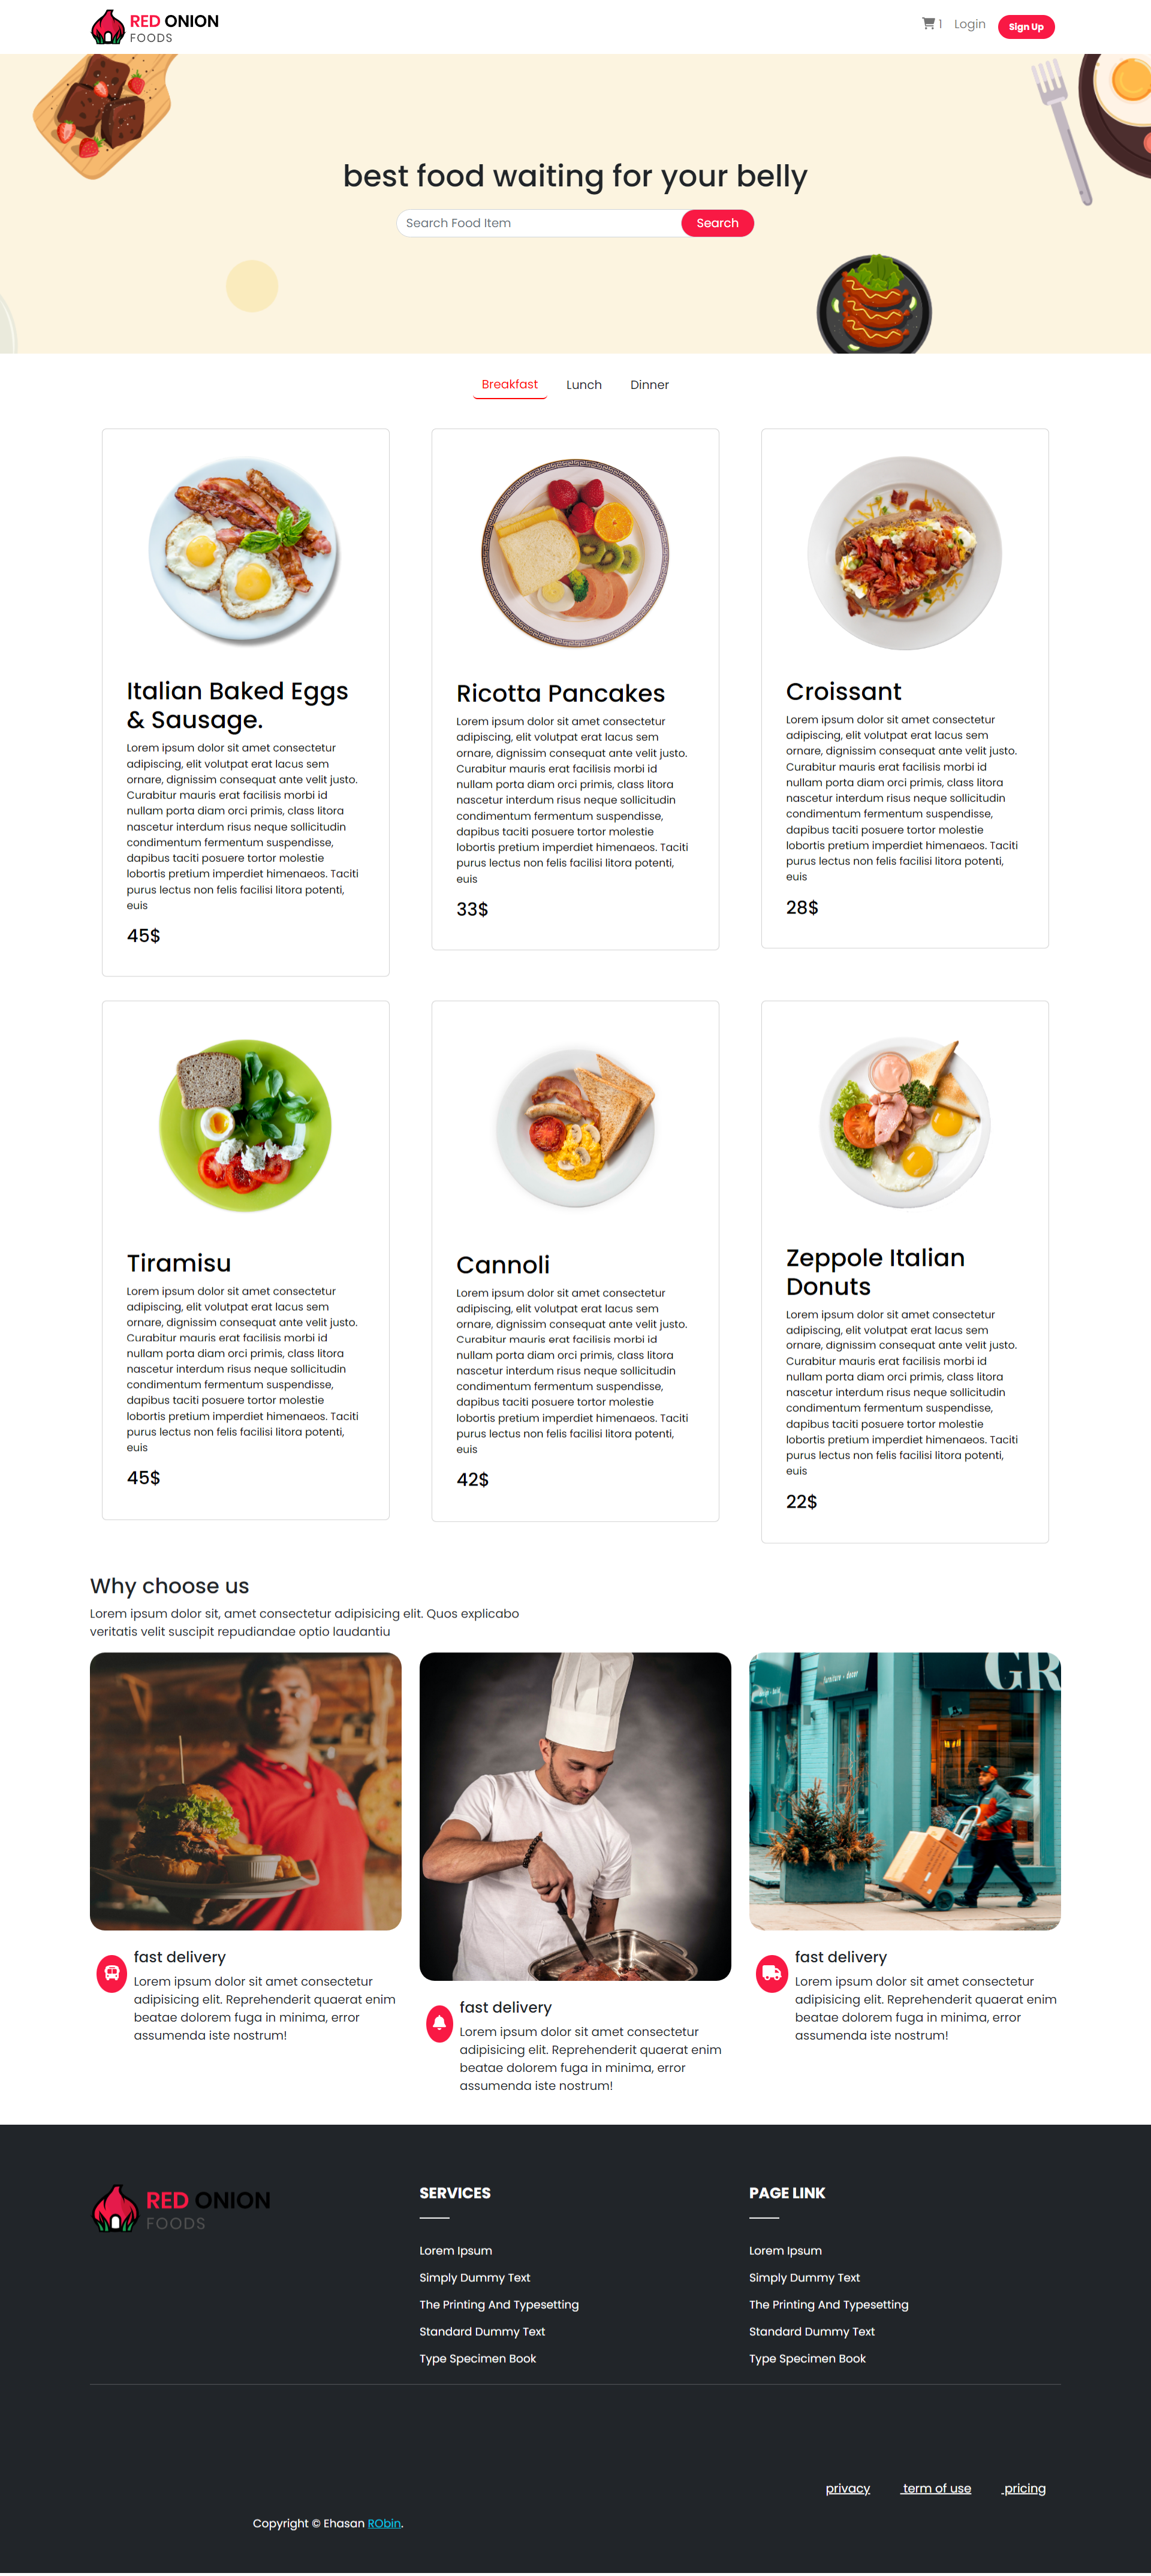 RED ONION
FOODS
1
Login
Sign Up
best food waiting for your belly
Search Food Item
Search
Breakfast
Lunch
Dinner
Italian Baked Eggs
& Sausage.
Lorem ipsum dolor sit amet consectetur
adipiscing, elit volutpat erat lacus sem
ornare, dignissim consequat ante velit justo.
Curabitur mauris erat facilisis morbi id
nullam porta diam orci primis, class litora
nascetur interdum risus neque sollicitudin
condimentum fermentum suspendisse,
dapibus taciti posuere tortor molestie
lobortis pretium imperdiet himenaeos. Taciti
purus lectus non felis facilisi litora potenti,
euis
45$
Ricotta Pancakes
Lorem ipsum dolor sit amet consectetur
adipiscing, elit volutpat erat lacus sem
ornare, dignissim consequat ante velit justo.
Curabitur mauris erat facilisis morbi id
nullam porta diam orci primis, class litora
nascetur interdum risus neque sollicitudin
condimentum fermentum suspendisse,
dapibus taciti posuere tortor molestie
lobortis pretium imperdiet himenaeos. Taciti
purus lectus non felis facilisi litora potenti,
euis
33$
Croissant
Lorem ipsum dolor sit amet consectetur
adipiscing, elit volutpat erat lacus sem
ornare, dignissim consequat ante velit justo.
Curabitur mauris erat facilisis morbi id
nullam porta diam orci primis, class litora
nascetur interdum risus neque sollicitudin
condimentum fermentum suspendisse,
dapibus taciti posuere tortor molestie
lobortis pretium imperdiet himenaeos. Taciti
purus lectus non felis facilisi litora potenti,
euis
28$
Tiramisu
Lorem ipsum dolor sit amet consectetur
adipiscing, elit volutpat erat lacus sem
ornare, dignissim consequat ante velit justo.
Curabitur mauris erat facilisis morbi id
nullam porta diam orci primis, class litora
nascetur interdum risus neque sollicitudin
condimentum fermentum suspendisse,
dapibus taciti posuere tortor molestie
lobortis pretium imperdiet himenaeos. Taciti
purus lectus non felis facilisi litora potenti,
euis
45$
Cannoli
Lorem ipsum dolor sit amet consectetur
adipiscing, elit volutpat erat lacus sem
ornare, dignissim consequat ante velit justo.
Curabitur mauris erat facilisis morbi id
nullam porta diam orci primis, class litora
nascetur interdum risus neque sollicitudin
condimentum fermentum suspendisse,
dapibus taciti posuere tortor molestie
lobortis pretium imperdiet himenaeos. Taciti
purus lectus non felis facilisi litora potenti,
euis
42$
Zeppole Italian
Donuts
Lorem ipsum dolor sit amet consectetur
adipiscing, elit volutpat erat lacus sem
ornare, dignissim consequat ante velit justo.
Curabitur mauris erat facilisis morbi id
nullam porta diam orci primis, class litora
nascetur interdum risus neque sollicitudin
condimentum fermentum suspendisse,
dapibus taciti posuere tortor molestie
lobortis pretium imperdiet himenaeos. Taciti
purus lectus non felis facilisi litora potenti,
euis
22$
Why choose us
Lorem ipsum dolor sit, amet consectetur adipisicing elit. Quos explicabo
veritatis velit suscipit repudiandae optio laudantiu
GR
furniture - decor
fast delivery
Lorem ipsum dolor sit amet consectetur
adipisicing elit. Reprehenderit quaerat enim
beatae dolorem fuga in minima, error
assumenda iste nostrum!
fast delivery
Lorem ipsum dolor sit amet consectetur
adipisicing elit. Reprehenderit quaerat enim
beatae dolorem fuga in minima, error
assumenda iste nostrum!
fast delivery
Lorem ipsum dolor sit amet consectetur
adipisicing elit. Reprehenderit quaerat enim
beatae dolorem fuga in minima, error
assumenda iste nostrum!
RED ONION
FOODS
SERVICES
Lorem Ipsum
Simply Dummy Text
The Printing And Typesetting
Standard Dummy Text
Type Specimen Book
PAGE LINK
Lorem Ipsum
Simply Dummy Text
The Printing And Typesetting
Standard Dummy Text
Type Specimen Book
privacy
term of use
pricing
Copyright © Ehasan RObin.